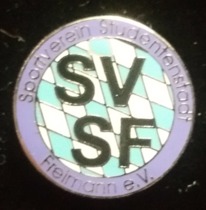 Sportverein Studentenstadt
SV
SF
Freimann e.V.